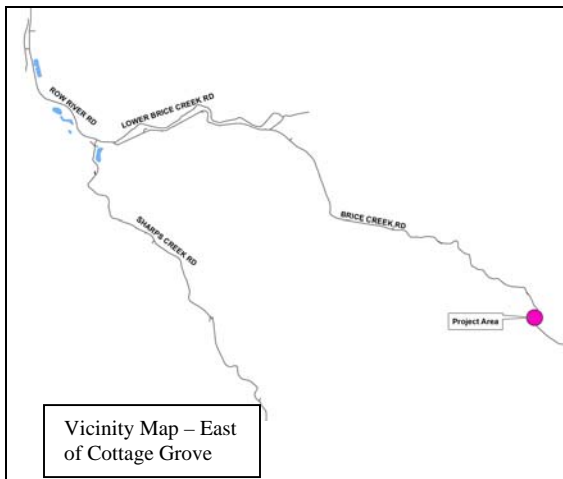 ROW RIVER RD
LOWER BRICE CREEK RD
SHARPS CREEK RD
BRICE CREEK RD
Project Area
Vicinity Map – East
of Cottage Grove